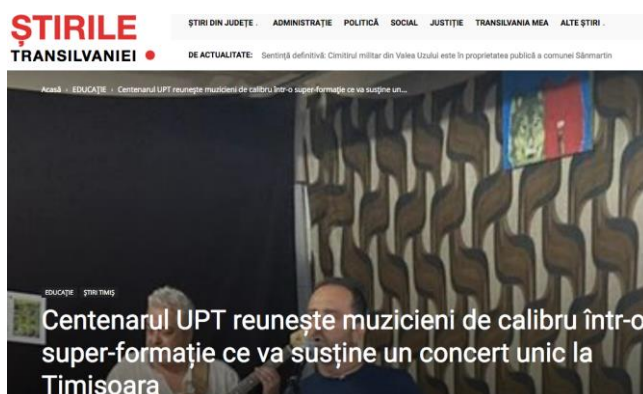 ȘTIRILE
TRANSILVANIEI
ȘTIRI DIN JUDEȚE ADMINISTRAȚIE POLITICĂ SOCIAL JUSTIȚIE TRANSILVANIA MEA ALTE ȘTIRI
DE ACTUALITATE: Sentință definitivă: Cimitirul militar din Valea Uzului este în proprietatea publică a comunei Sânmartin
Acasă › EDUCAȚIE › Centenarul UPT reunește muzicieni de calibru într-o super-formație ce va susține un...
EDUCAȚIE ȘTIRI TIMIȘ
Centenarul UPT reunește muzicieni de calibru într-o
super-formație ce va susține un concert unic la
Timișoara